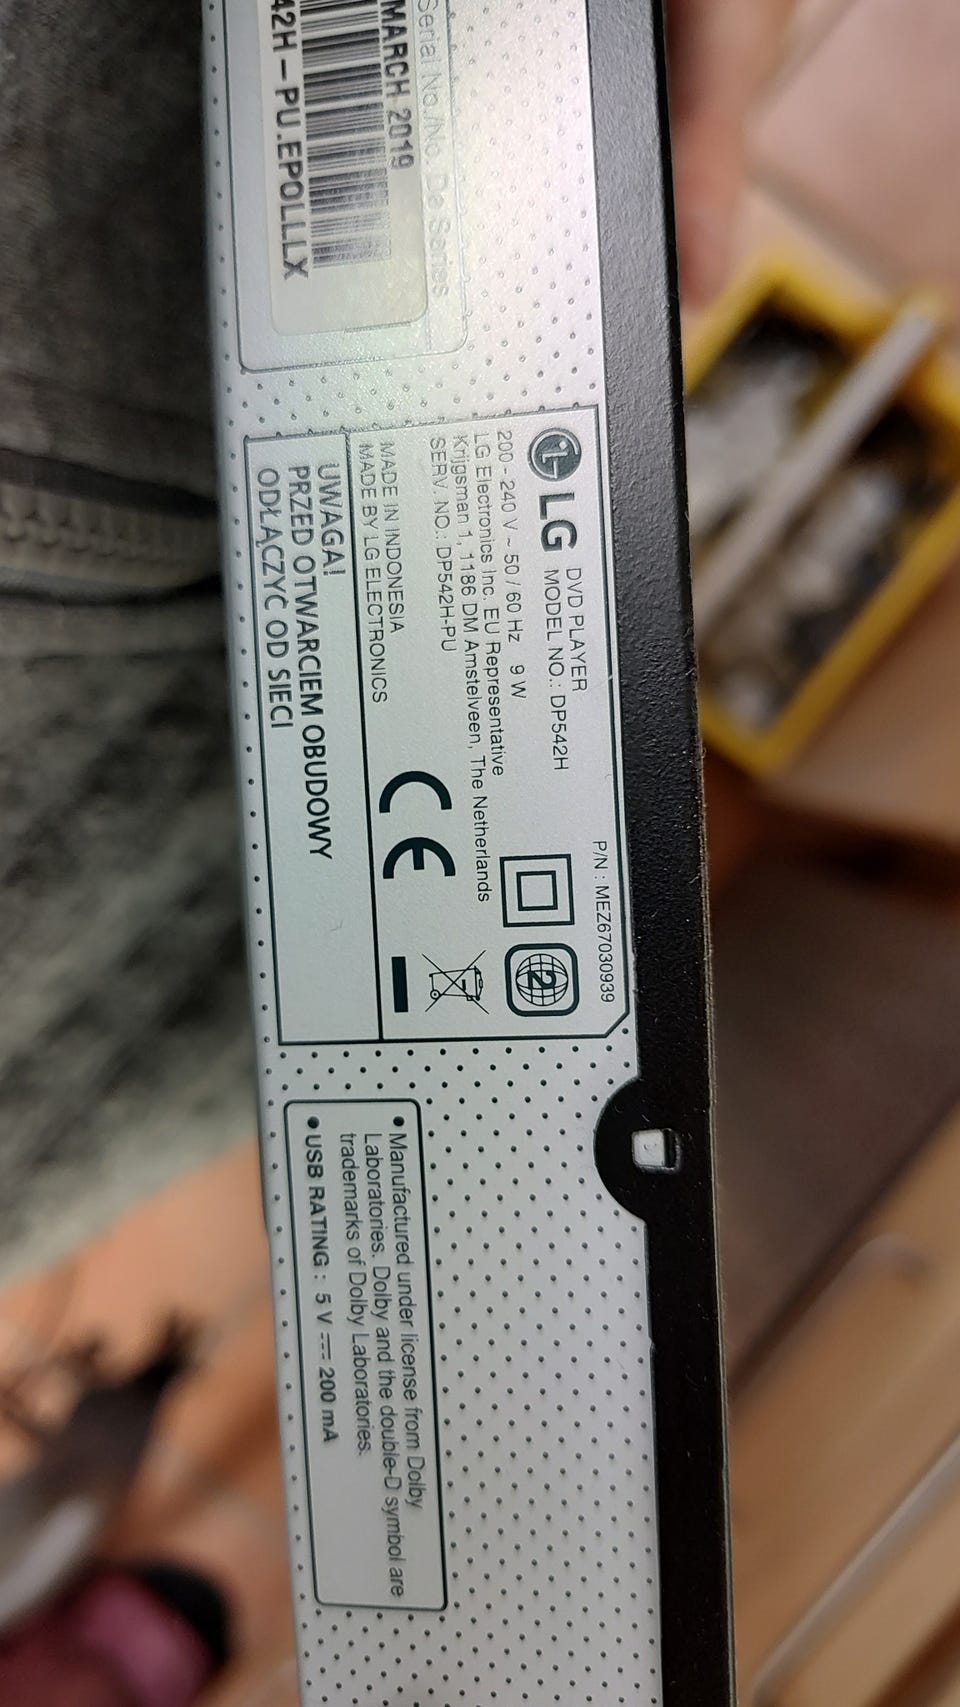 Serial No./No. De Series
MARCH 2019
42H-PU.EPOLLLX
LG
DVD PLAYER
MODEL NO.: DP542H
P/N : MEZ67030939
200 - 240 V ~ 50 / 60 Hz 9 W
LG Electronics Inc. EU Representative
Krijgsman 1, 1186 DM Amstelveen, The Netherlands
SERV. NO.: DP542H-PU
2
MADE IN INDONESIA
MADE BY LG ELECTRONICS
CE
UWAGA!
PRZED OTWARCIEM OBUDOWY
ODŁĄCZYĆ OD SIECI
•Manufactured under license from Dolby
Laboratories. Dolby and the double-D symbol are
trademarks of Dolby Laboratories.
•USB RATING : 5 V ⎓ 200 mA